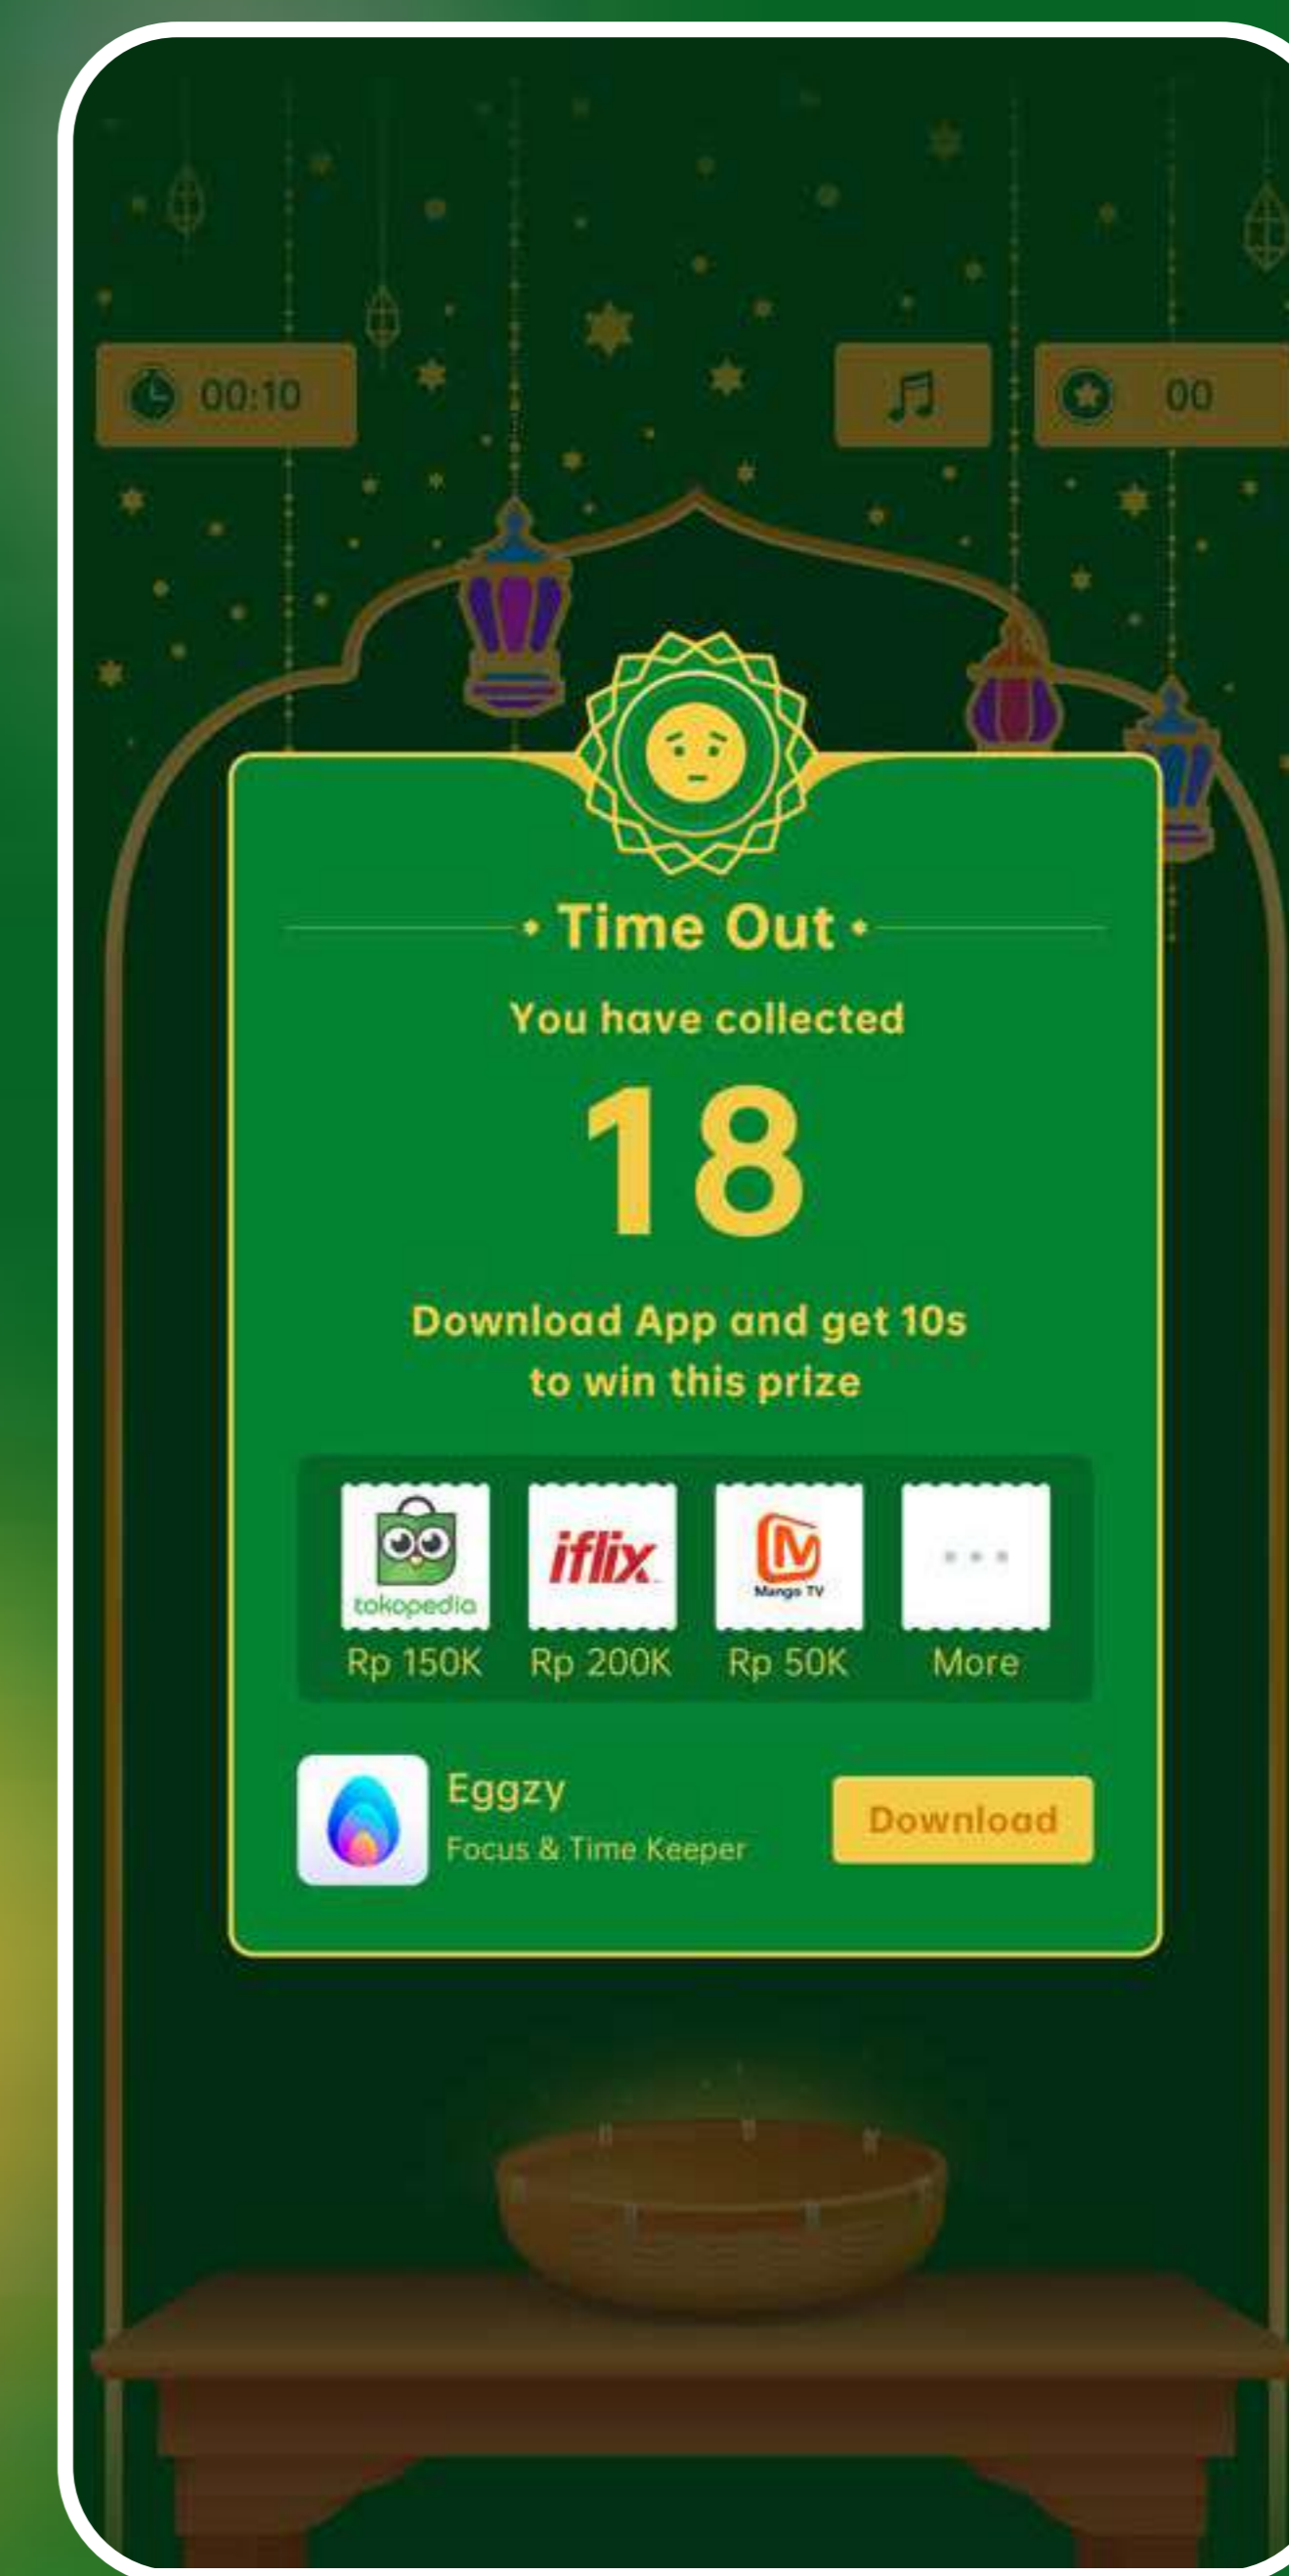 00:10
00
Time Out
You have collected
18
Download App and get 10s
to win this prize
tokopedia
iflix
Mango TV
Rp 150K
Rp 200K
Rp 50K
More
Eggzy
Focus & Time Keeper
Download